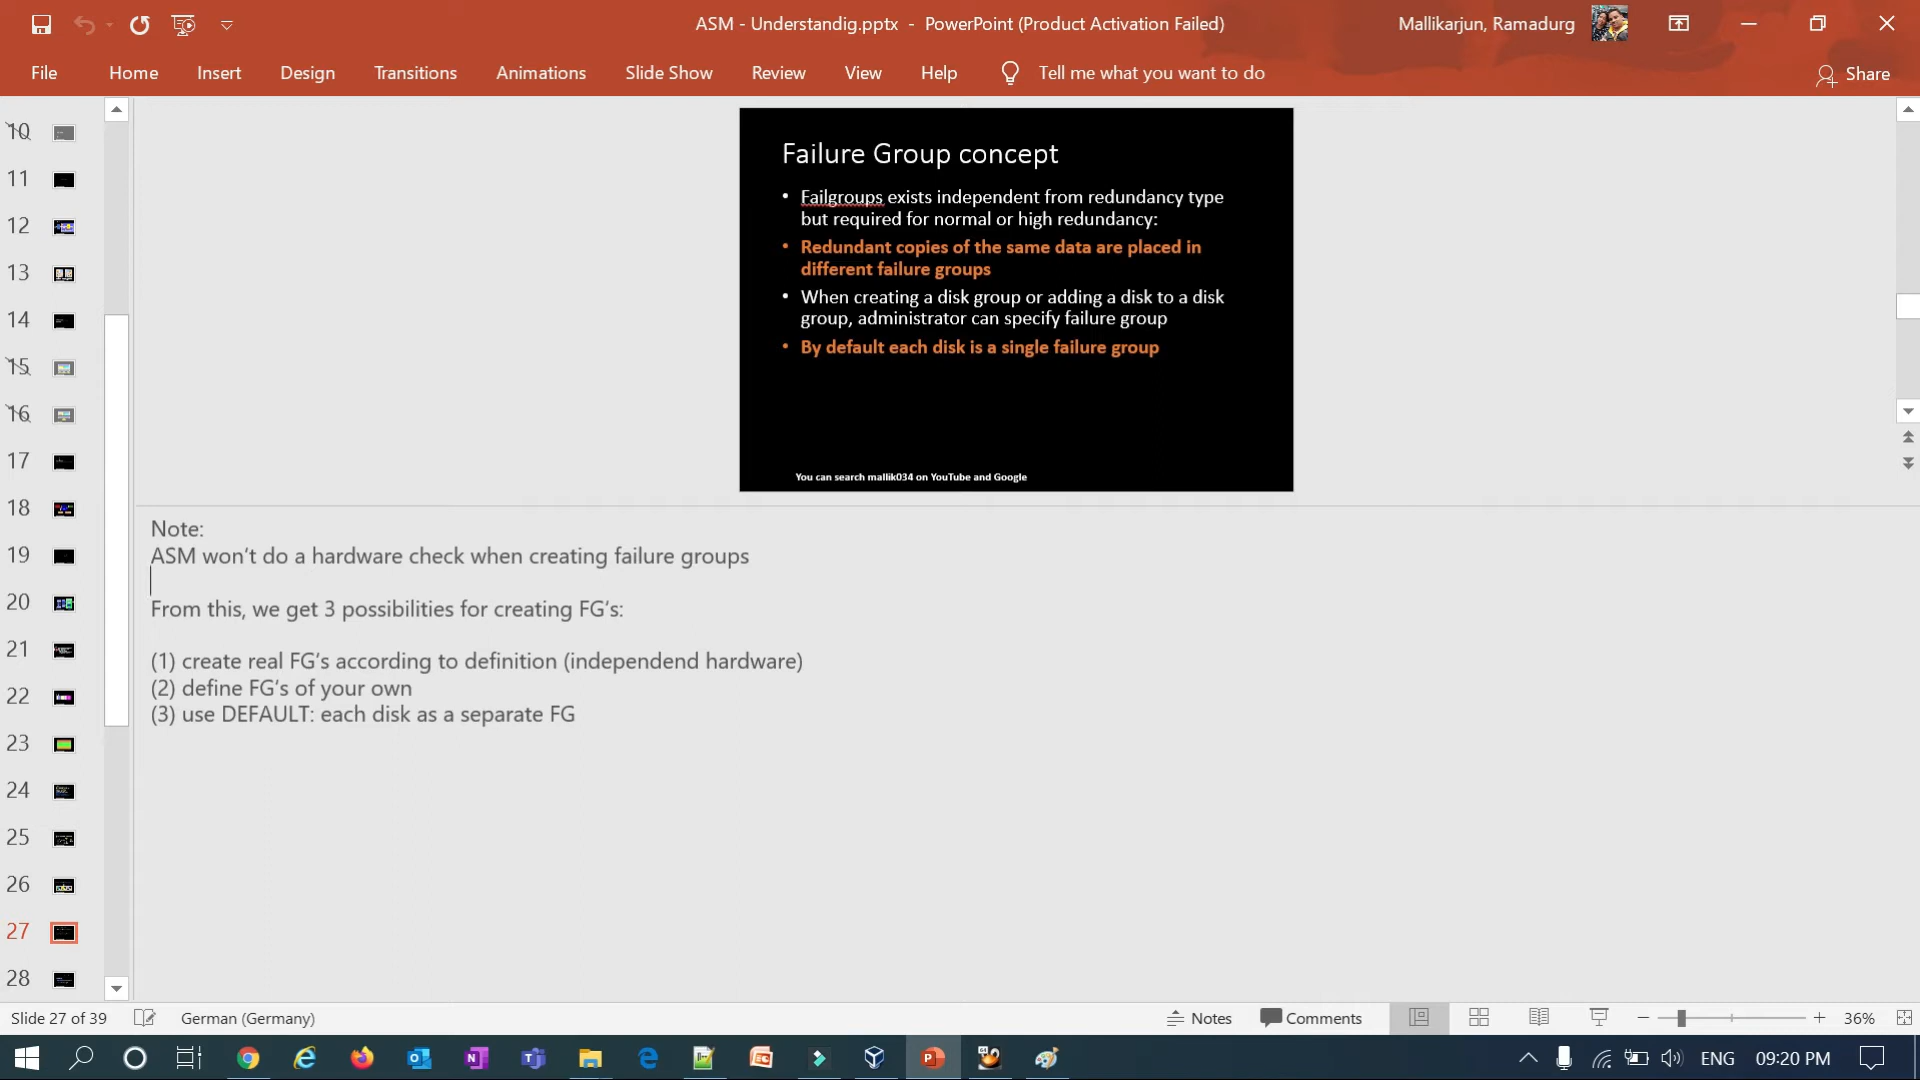 ASM - Understandig.pptx - PowerPoint (Product Activation Failed)
Mallikarjun, Ramadurg
File Home Insert Design Transitions Animations Slide Show Review View Help Tell me what you want to do Share
10
11
12
13
14
15
16
17
18
19
20
21
22
23
24
25
26
27
28
Failure Group concept
• Failgroups exists independent from redundancy type
but required for normal or high redundancy:
• Redundant copies of the same data are placed in
different failure groups
• When creating a disk group or adding a disk to a disk
group, administrator can specify failure group
• By default each disk is a single failure group
You can search mallik034 on YouTube and Google
Note:
ASM won't do a hardware check when creating failure groups
From this, we get 3 possibilities for creating FG's:
(1) create real FG's according to definition (independend hardware)
(2) define FG's of your own
(3) use DEFAULT: each disk as a separate FG
Slide 27 of 39 German (Germany) Notes Comments 36%
ENG 09:20 PM